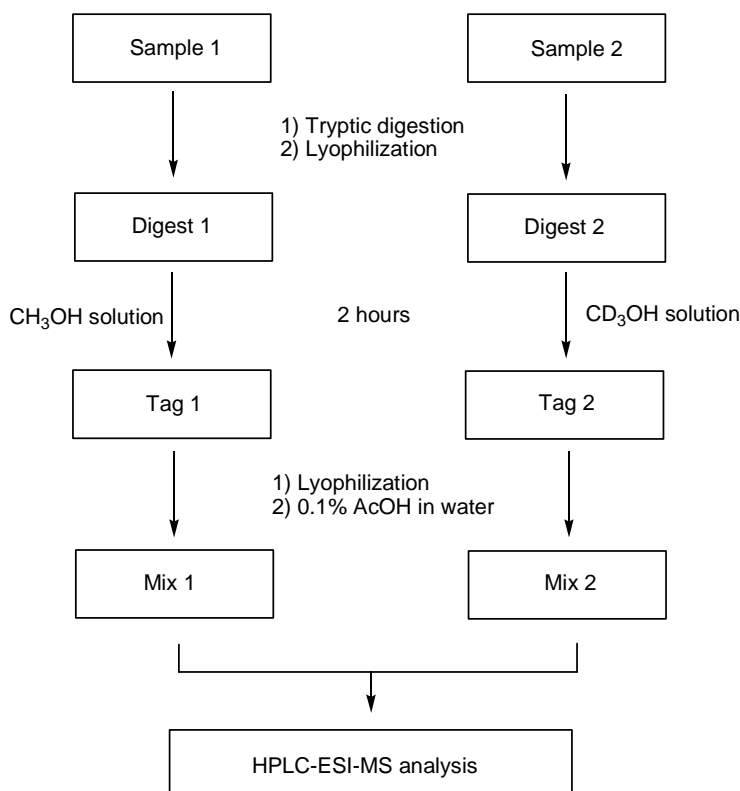 Sample 1
Sample 2
1) Tryptic digestion
2) Lyophilization
Digest 1
Digest 2
CH₃OH solution
2 hours
CD₃OH solution
Tag 1
Tag 2
1) Lyophilization
2) 0.1% AcOH in water
Mix 1
Mix 2
HPLC-ESI-MS analysis